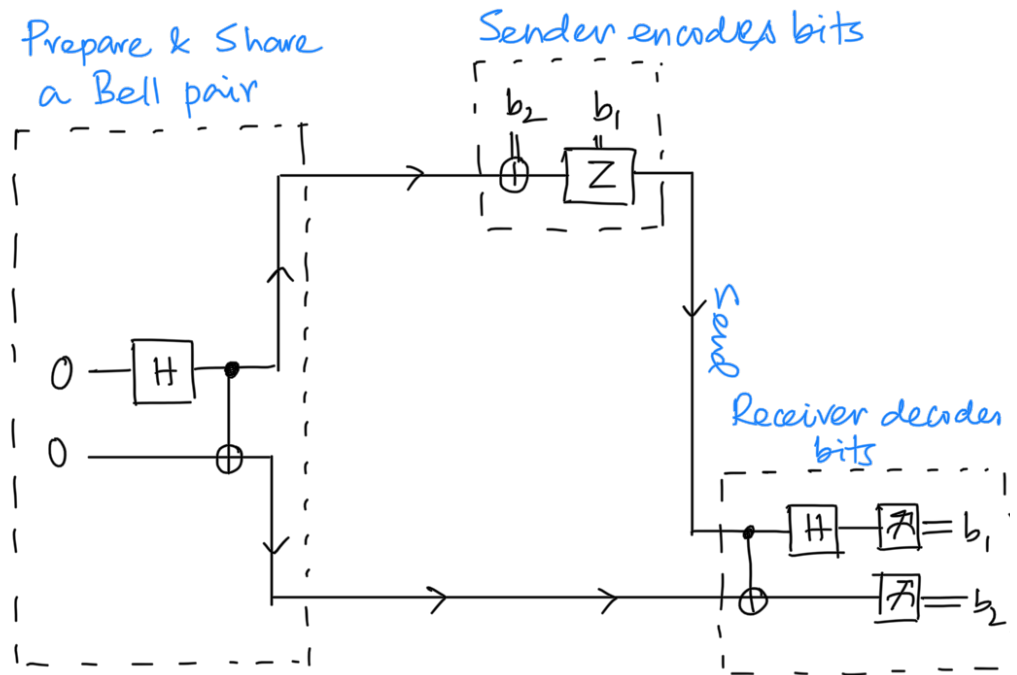 Prepare & Share
a Bell pair
Sender encodes bits
b₂ b₁
Z
0 H
0
Send
Receiver decodes
bits
H b₁
b₂